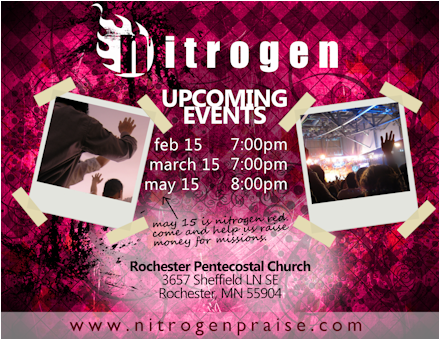 nitrogen
UPCOMING
EVENTS
feb 15 7:00pm
march 15 7:00pm
may 15 8:00pm
may 15 is nitrogen red
come and help us raise
money for missions.
Rochester Pentecostal Church
3657 Sheffield LN SE
Rochester, MN 55904
www.nitrogenpraise.com